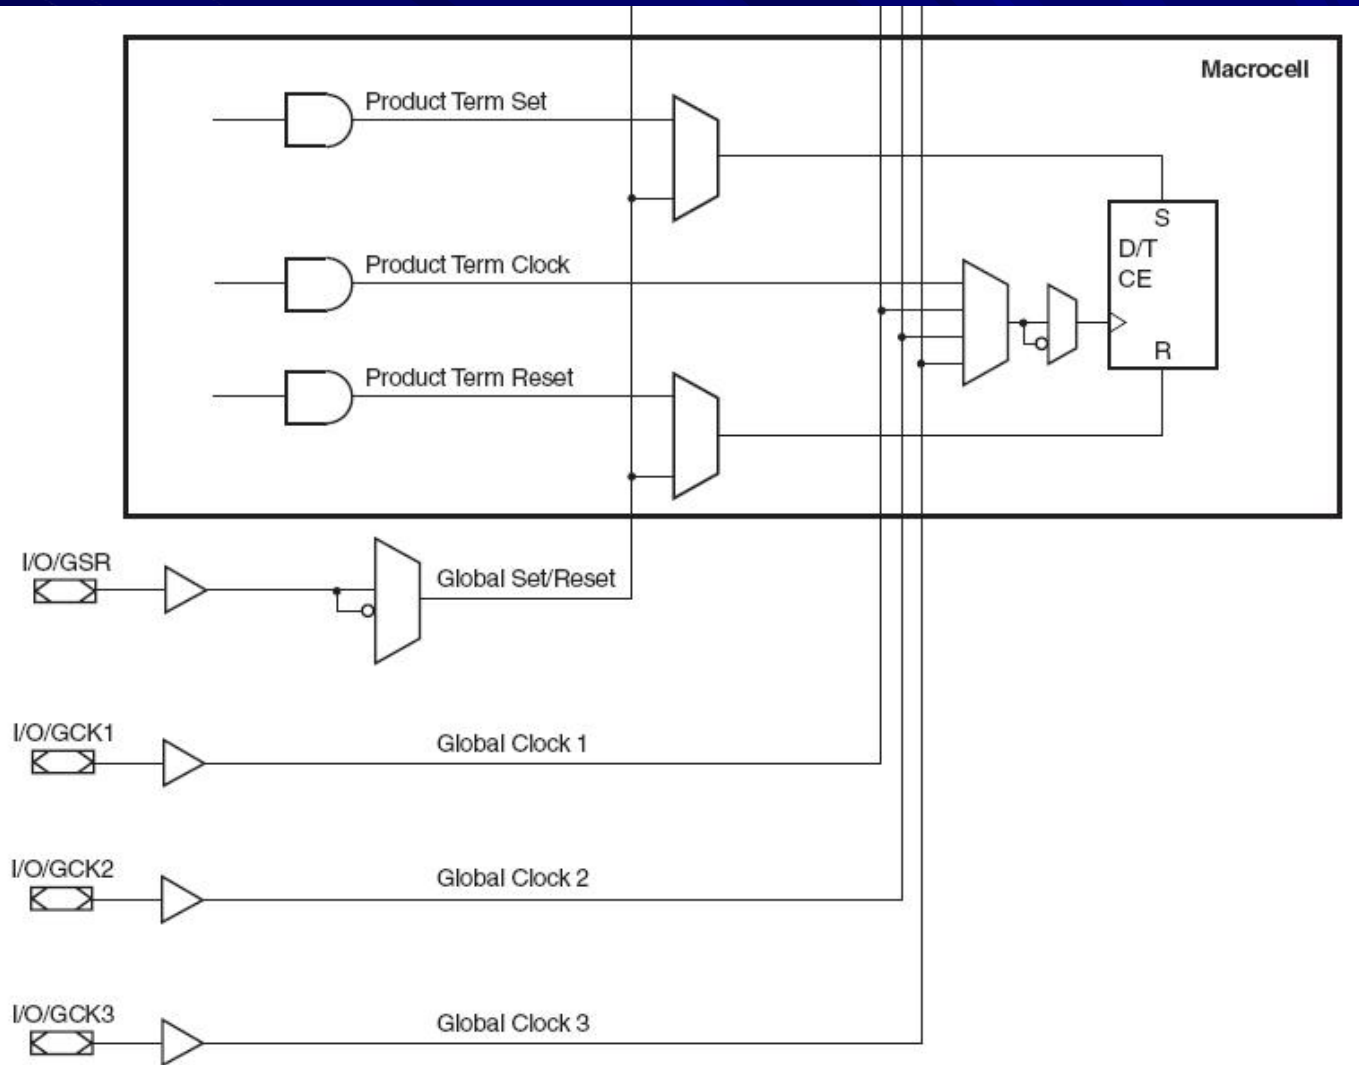 Macrocell
Product Term Set
S
D/T
Product Term Clock
CE
R
Product Term Reset
I/O/GSR
Global Set/Reset
I/O/GCK1
Global Clock 1
I/O/GCK2
Global Clock 2
I/O/GCK3
Global Clock 3